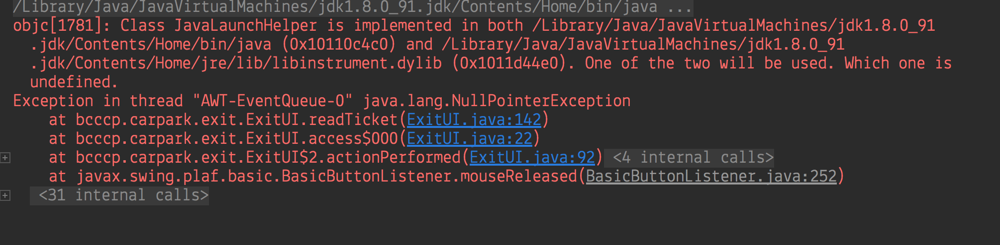 /Library/Java/JavaVirtualMachines/jdk1.8.0_91.jdk/Contents/Home/bin/java ...
objc[1781]: Class JavaLaunchHelper is implemented in both /Library/Java/JavaVirtualMachines/jdk1.8.0_91
.jdk/Contents/Home/bin/java (0x10110c4c0) and /Library/Java/JavaVirtualMachines/jdk1.8.0_91
.jdk/Contents/Home/jre/lib/libinstrument.dylib (0x1011d44e0). One of the two will be used. Which one is
undefined.
Exception in thread "AWT-EventQueue-0" java.lang.NullPointerException
at bcccp.carpark.exit.ExitUI.readTicket(ExitUI.java:142)
at bcccp.carpark.exit.ExitUI.access$000(ExitUI.java:22)
at bcccp.carpark.exit.ExitUI$2.actionPerformed(ExitUI.java:92) <4 internal calls>
at javax.swing.plaf.basic.BasicButtonListener.mouseReleased(BasicButtonListener.java:252)
<31 internal calls>